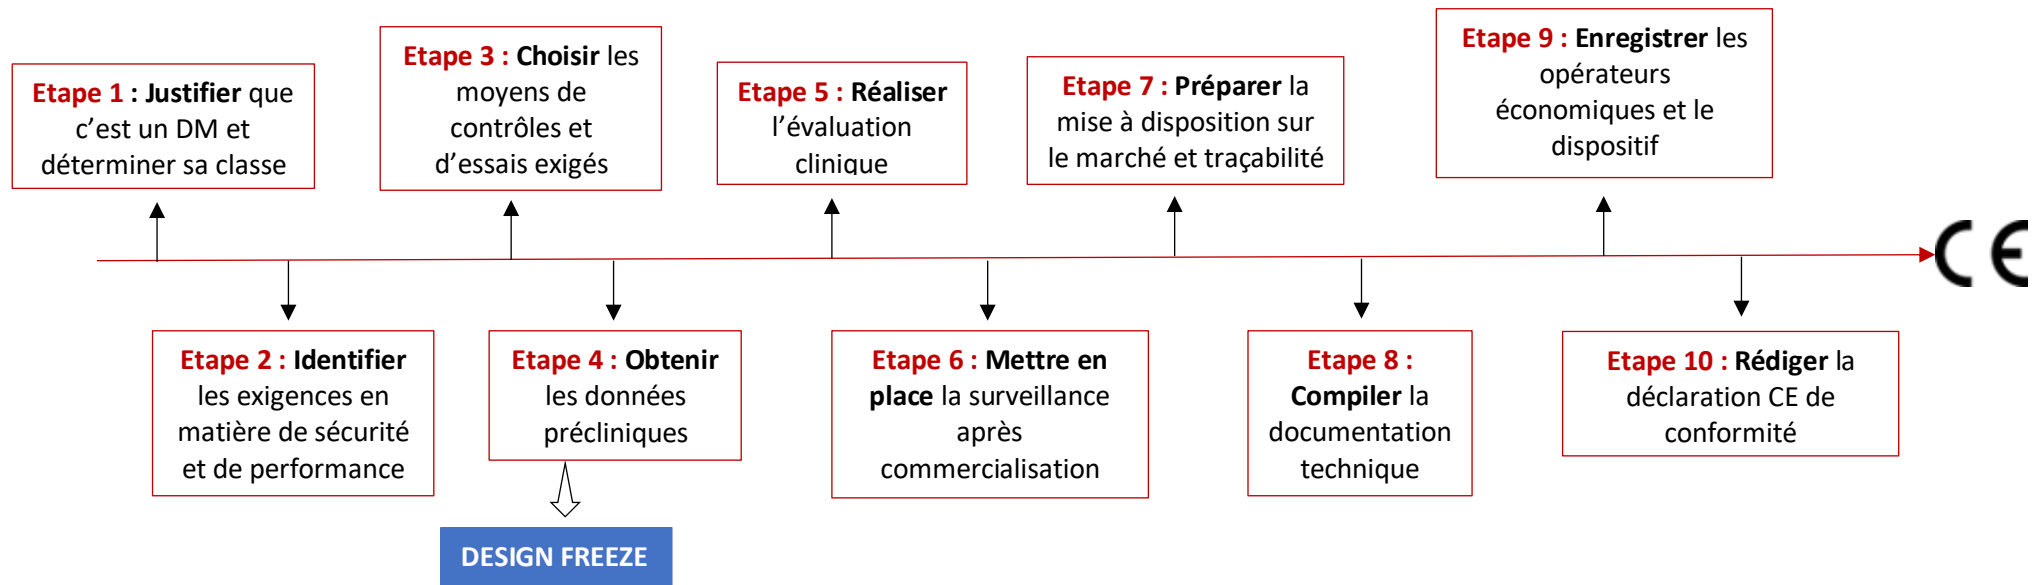 Etape 1 : Justifier que
c'est un DM et
déterminer sa classe
Etape 2 : Identifier
les exigences en
matière de sécurité
et de performance
Etape 3 : Choisir les
moyens de
contrôles et
d'essais exigés
Etape 4 : Obtenir
les données
précliniques
DESIGN FREEZE
Etape 5 : Réaliser
l'évaluation
clinique
Etape 6 : Mettre en
place la surveillance
après
commercialisation
Etape 7 : Préparer la
mise à disposition sur
le marché et traçabilité
Etape 8 :
Compiler la
documentation
technique
Etape 9 : Enregistrer les
opérateurs
économiques et le
dispositif
Etape 10 : Rédiger la
déclaration CE de
conformité
CE